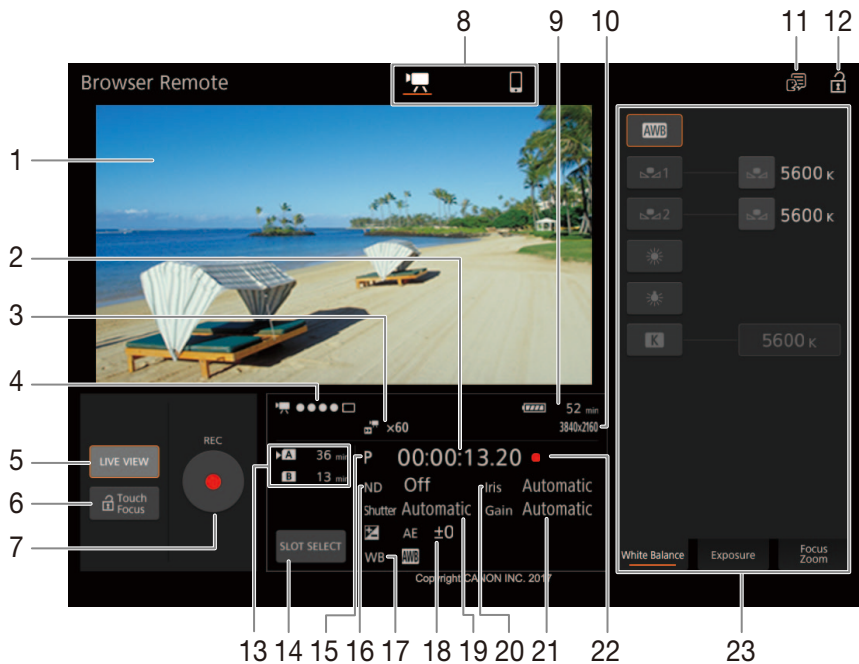 8 9 10 11 12
Browser Remote
1
AWB
1 5600 K
2 5600 K
2
3
K 5600 K
4
52 min
×60 3840x2160
REC
A 36 min P 00:00:13.20
5 LIVE VIEW
B 13 min
ND Off Iris Automatic
6 Touch Focus
Shutter Automatic Gain Automatic
7
AE ±0
SLOT SELECT
WB AWB
White Balance Exposure Focus Zoom
Copyright CANON INC. 2017
13 14 15 16 17 18 19 20 21 22 23